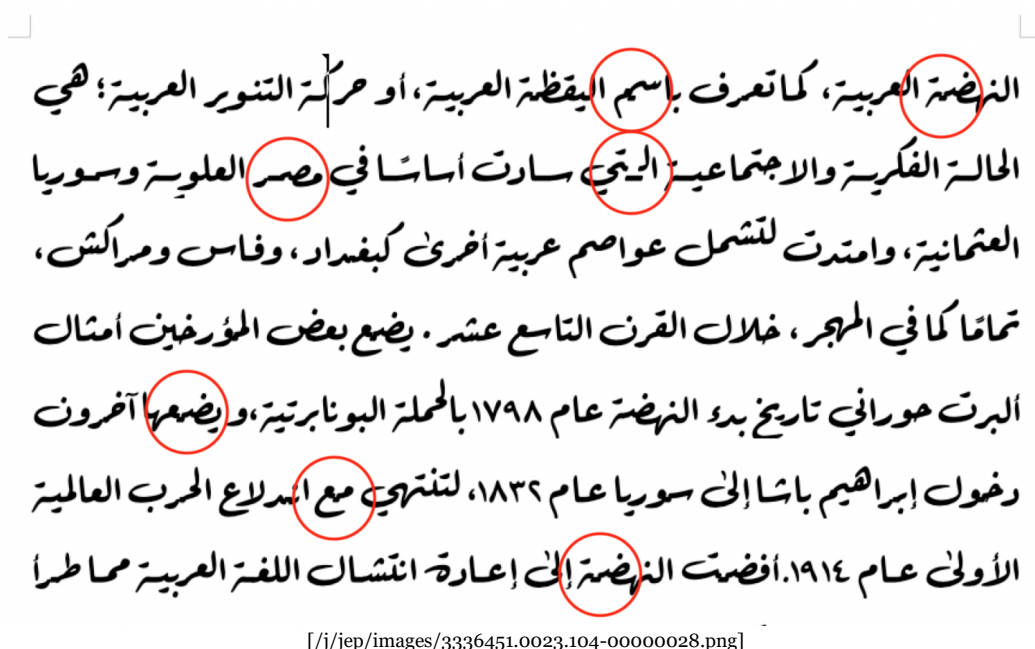 النهضة العربية، كما تعرف باسم اليقظة العربية، أو حركة التنوير العربية؛ هي
الحالة الفكرية والاجتماعية التي سادت أساسًا في مصر العلوية وسوريا
العثمانية، وامتدت لتشمل عواصم عربية أخرى كبغداد، وفاس ومراكش،
تمامًا كما في المهجر، خلال القرن التاسع عشر. يضع بعض المؤرخين أمثال
ألبرت حوراني تاريخ بدء النهضة عام ١٧٩٨ بالحملة البونابرتية،و يضعها آخرون
دخول إبراهيم باشا إلى سوريا عام ١٨٣٢، لتنتهي مع اندلاع الحرب العالمية
الأولى عام ١٩١٤.أفضت النهضة إلى إعادة انتشال اللغة العربية مما طرأ
[/j/jep/images/3336451.0023.104-00000028.png]